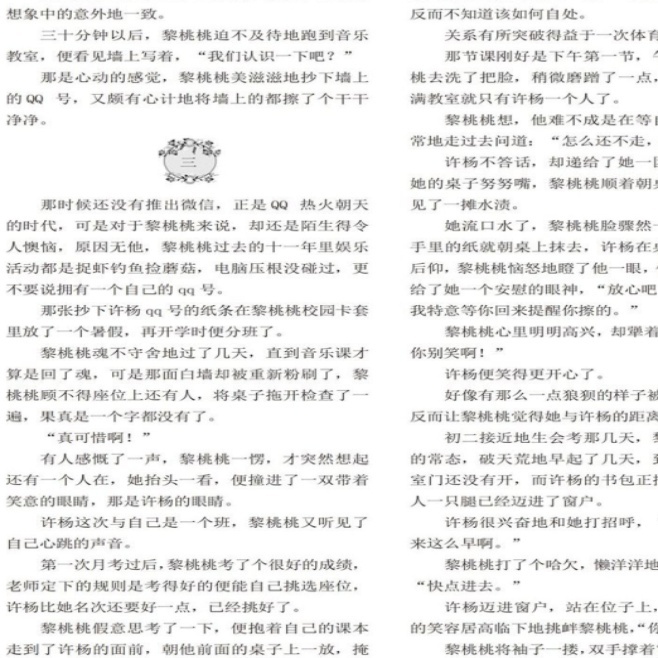 想象中的意外地一致。
三十分钟以后，黎桃桃迫不及待地跑到音乐
教室，便看见墙上写着，“我们认识一下吧？”
那是心动的感觉，黎桃桃美滋滋地抄下墙上
的 QQ 号，又颇有心计地将墙上的都擦了个干干
净净。
三
那时候还没有推出微信，正是 QQ 热火朝天
的时代，可是对于黎桃桃来说，却还是陌生得令
人懊恼，原因无他，黎桃桃过去的十一年里娱乐
活动都是捉虾钓鱼捡蘑菇，电脑压根没碰过，更
不要说拥有一个自己的 qq 号。
那张抄下许杨 qq 号的纸条在黎桃桃校园卡套
里放了一个暑假，再开学时便分班了。
黎桃桃魂不守舍地过了几天，直到音乐课才
算是回了魂，可是那面白墙却被重新粉刷了，黎
桃桃顾不得座位上还有人，将桌子拖开检查了一
遍，果真是一个字都没有了。
“真可惜啊！”
有人感慨了一声，黎桃桃一愣，才突然想起
还有一个人在，她抬头一看，便撞进了一双带着
笑意的眼睛，那是许杨的眼睛。
许杨这次与自己是一个班，黎桃桃又听见了
自己心跳的声音。
第一次月考过后，黎桃桃考了个很好的成绩，
老师定下的规则是考得好的便能自己挑选座位，
许杨比她名次还要好一点，已经挑好了。
黎桃桃假意思考了一下，便抱着自己的课本
走到了许杨的面前，朝他前面的桌子上一放，掩
反而不知道该如何自处。
关系有所突破得益于一次体育
那节课刚好是下午第一节，
桃去洗了把脸，稍微磨蹭了一点，
满教室就只有许杨一个人了。
黎桃桃想，他难不成是在等
常地走过去问道：“怎么还不走，
许杨不答话，却递给了她一
她的桌子努努嘴，黎桃桃顺着朝
见了一摊水渍。
她流口水了，黎桃桃脸骤然
手里的纸就朝桌上抹去，许杨在
后仰，黎桃桃恼怒地瞪了他一眼，
给了她一个安慰的眼神，“放心吧
我特意等你回来提醒你擦的。”
黎桃桃心里明明高兴，却犟着
你别笑啊！”
许杨便笑得更开心了。
好像有那么一点狼狈的样子被
反而让黎桃桃觉得她与许杨的距离
初二接近地生会考那几天，
的常态，破天荒地早起了几天，
室门还没有开，而许杨的书包正
人一只腿已经迈进了窗户。
许杨很兴奋地和她打招呼，
来这么早啊。”
黎桃桃打了个哈欠，懒洋洋地
“快点进去。”
许杨迈进窗户，站在位子上，
的笑容居高临下地挑衅黎桃桃，“你
黎桃桃将袖子一搂，双手撑着